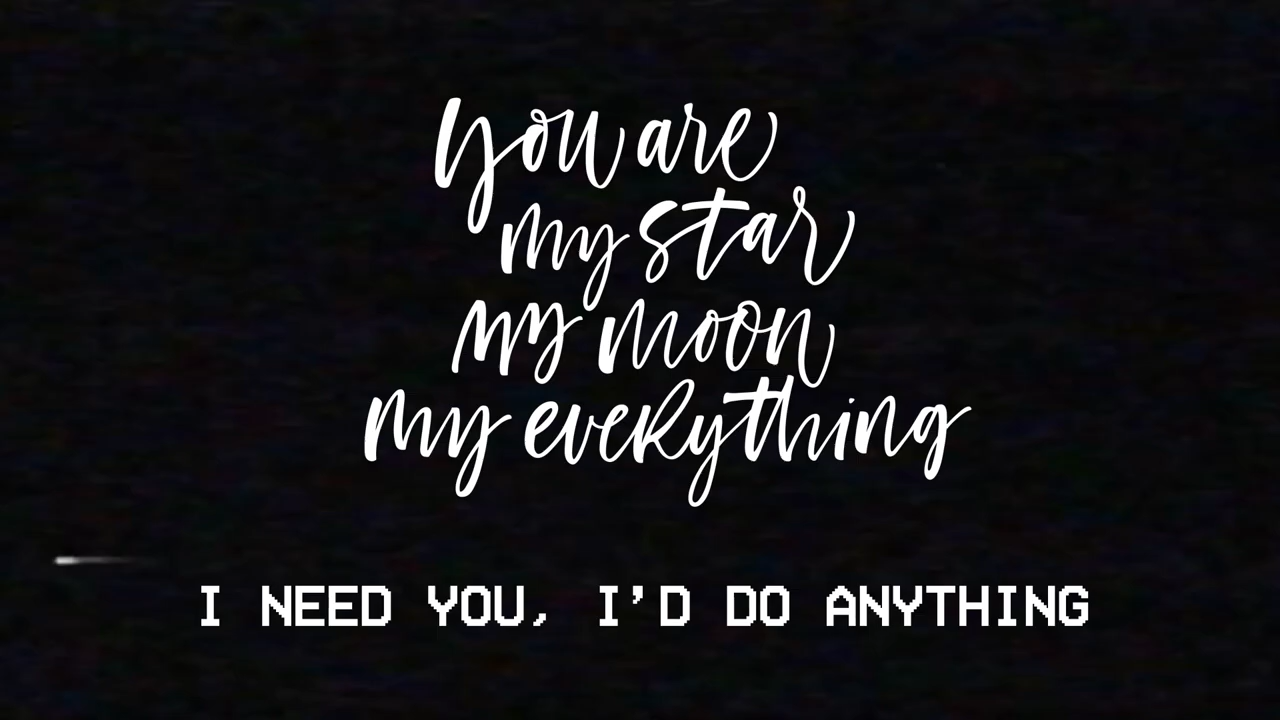 you are
my star
my moon
my everything
I NEED YOU, I'D DO ANYTHING